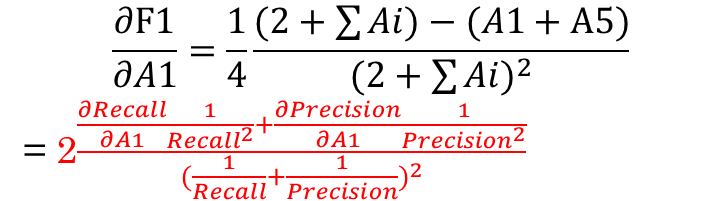 ∂F1/∂A1 = 1/4 ((2 + ∑ Ai) − (A1 + A5))/(2 + ∑ Ai)²
= 2 (∂Recall/∂A1 1/Recall² + ∂Precision/∂A1 1/Precision²)/(1/Recall + 1/Precision)²